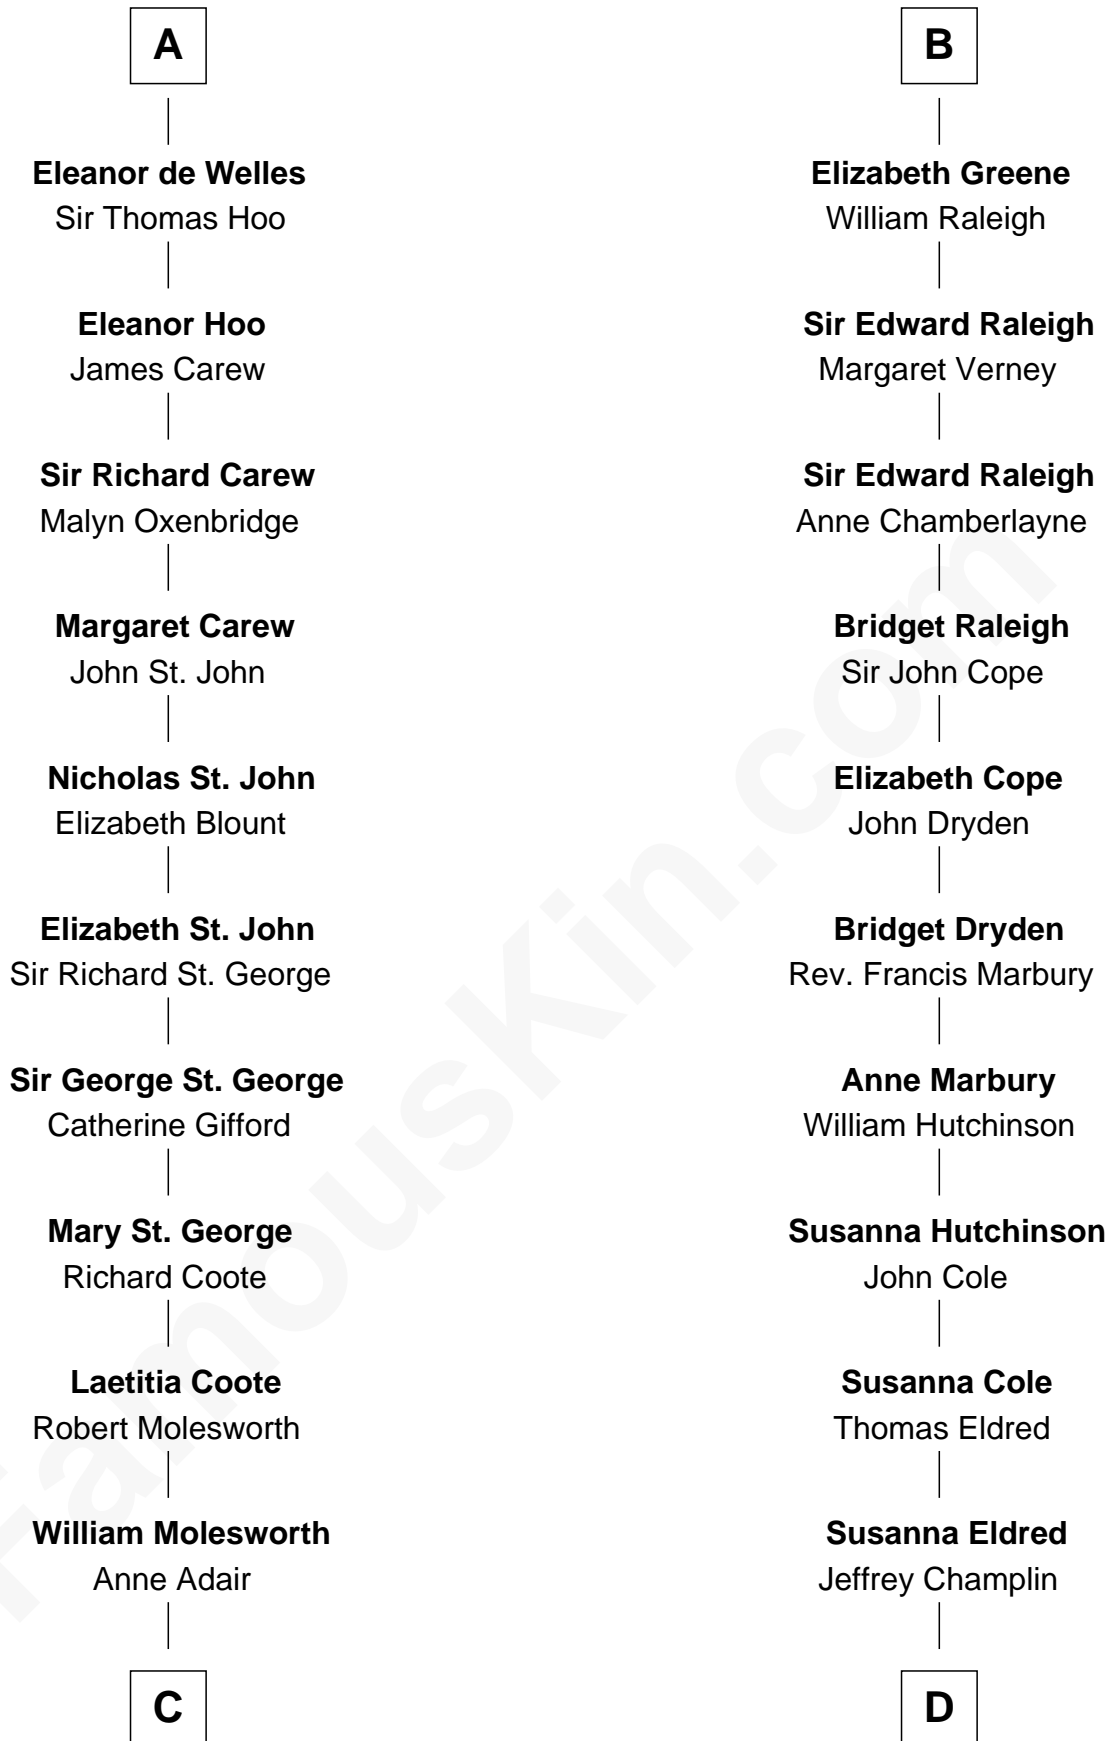 A
Eleanor de Welles
Sir Thomas Hoo
Eleanor Hoo
James Carew
Sir Richard Carew
Malyn Oxenbridge
Margaret Carew
John St. John
Nicholas St. John
Elizabeth Blount
Elizabeth St. John
Sir Richard St. George
Sir George St. George
Catherine Gifford
Mary St. George
Richard Coote
Laetitia Coote
Robert Molesworth
William Molesworth
Anne Adair
C
B
Elizabeth Greene
William Raleigh
Sir Edward Raleigh
Margaret Verney
Sir Edward Raleigh
Anne Chamberlayne
Bridget Raleigh
Sir John Cope
Elizabeth Cope
John Dryden
Bridget Dryden
Rev. Francis Marbury
Anne Marbury
William Hutchinson
Susanna Hutchinson
John Cole
Susanna Cole
Thomas Eldred
Susanna Eldred
Jeffrey Champlin
D
FamousKin.com